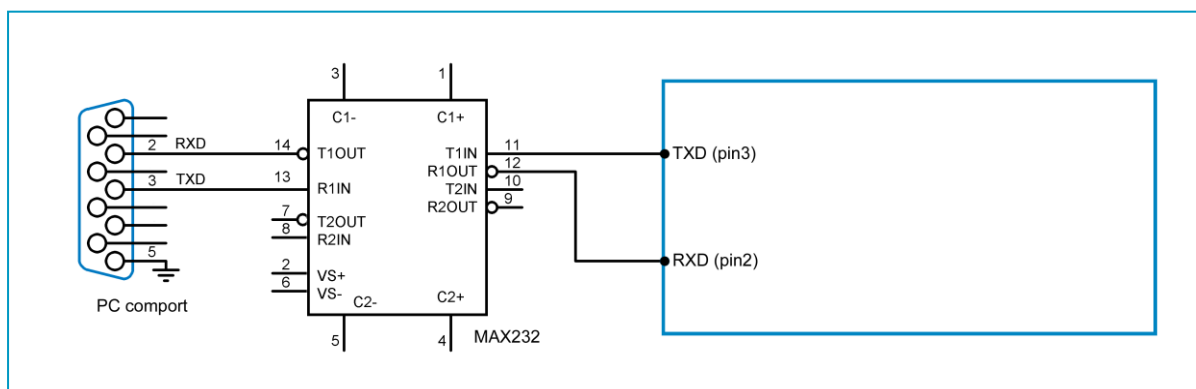 3 1
C1- C1+
2 RXD 14 T1OUT T1IN 11 TXD (pin3)
R1OUT 12
3 TXD 13 R1IN T2IN 10
R2OUT 9
7 T2OUT
8 R2IN
5 RXD (pin2)
2 VS+
6 VS-
C2- C2+
PC comport
5 4 MAX232